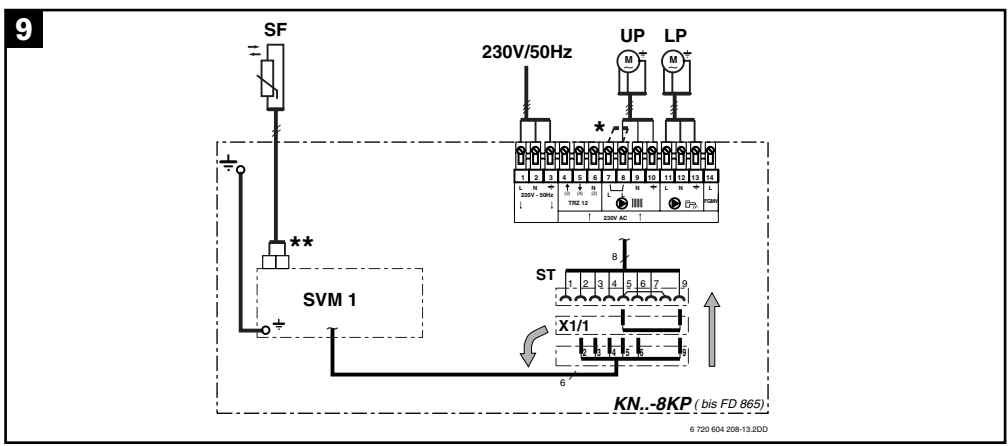 9
SF
230V/50Hz
UP
LP
M
~
M
~
*
1 2 3 4 5 6 7 8 9 10 11 12 13 14
L N (3) (4) N (2) L L N L N L
230V - 50Hz
TRZ 12
FGMV
230V AC
**
SVM 1
8
ST
1 2 3 4 5 6 7 9
X1/1
2 3 4 5 6 9
6
KN..-8KP ( bis FD 865)
6 720 604 208-13.2DD